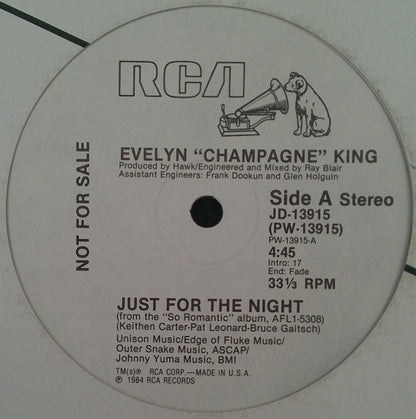 RCA
EVELYN "CHAMPAGNE" KING
Produced by Hawk/Engineered and Mixed by Ray Blair
Assistant Engineers: Frank Dookun and Glen Holguin
NOT FOR SALE
Side A Stereo
JD-13915
(PW-13915)
PW-13915-A
4:45
Intro: 17
End: Fade
33⅓ RPM
JUST FOR THE NIGHT
(from the "So Romantic" album, AFL1-5308)
(Keithen Carter-Pat Leonard-Bruce Gaitsch)
Unison Music/Edge of Fluke Music/
Outer Snake Music, ASCAP/
Johnny Yuma Music, BMI
TM(s)® RCA CORP.—MADE IN U.S.A.
℗ 1984 RCA RECORDS